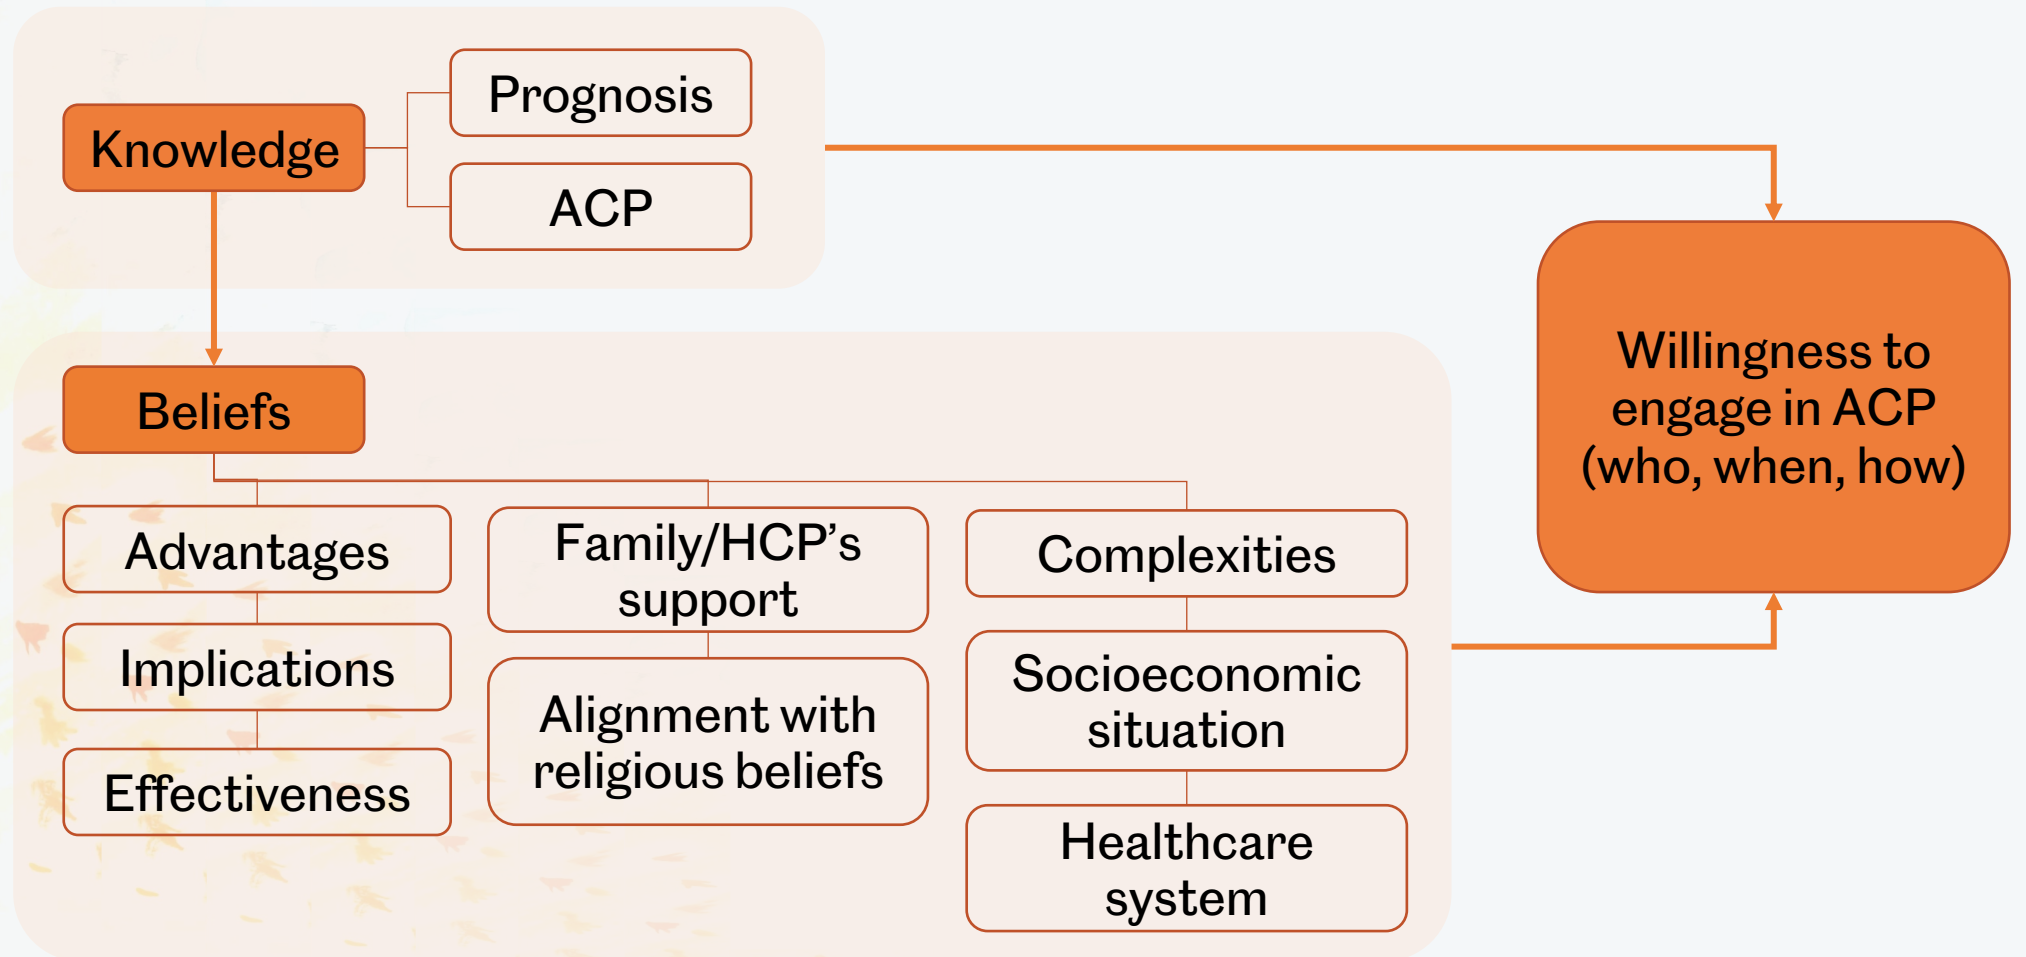 Prognosis
Knowledge
ACP
Willingness to
engage in ACP
(who, when, how)
Beliefs
Advantages
Implications
Effectiveness
Family/HCP’s
support
Alignment with
religious beliefs
Complexities
Socioeconomic
situation
Healthcare
system